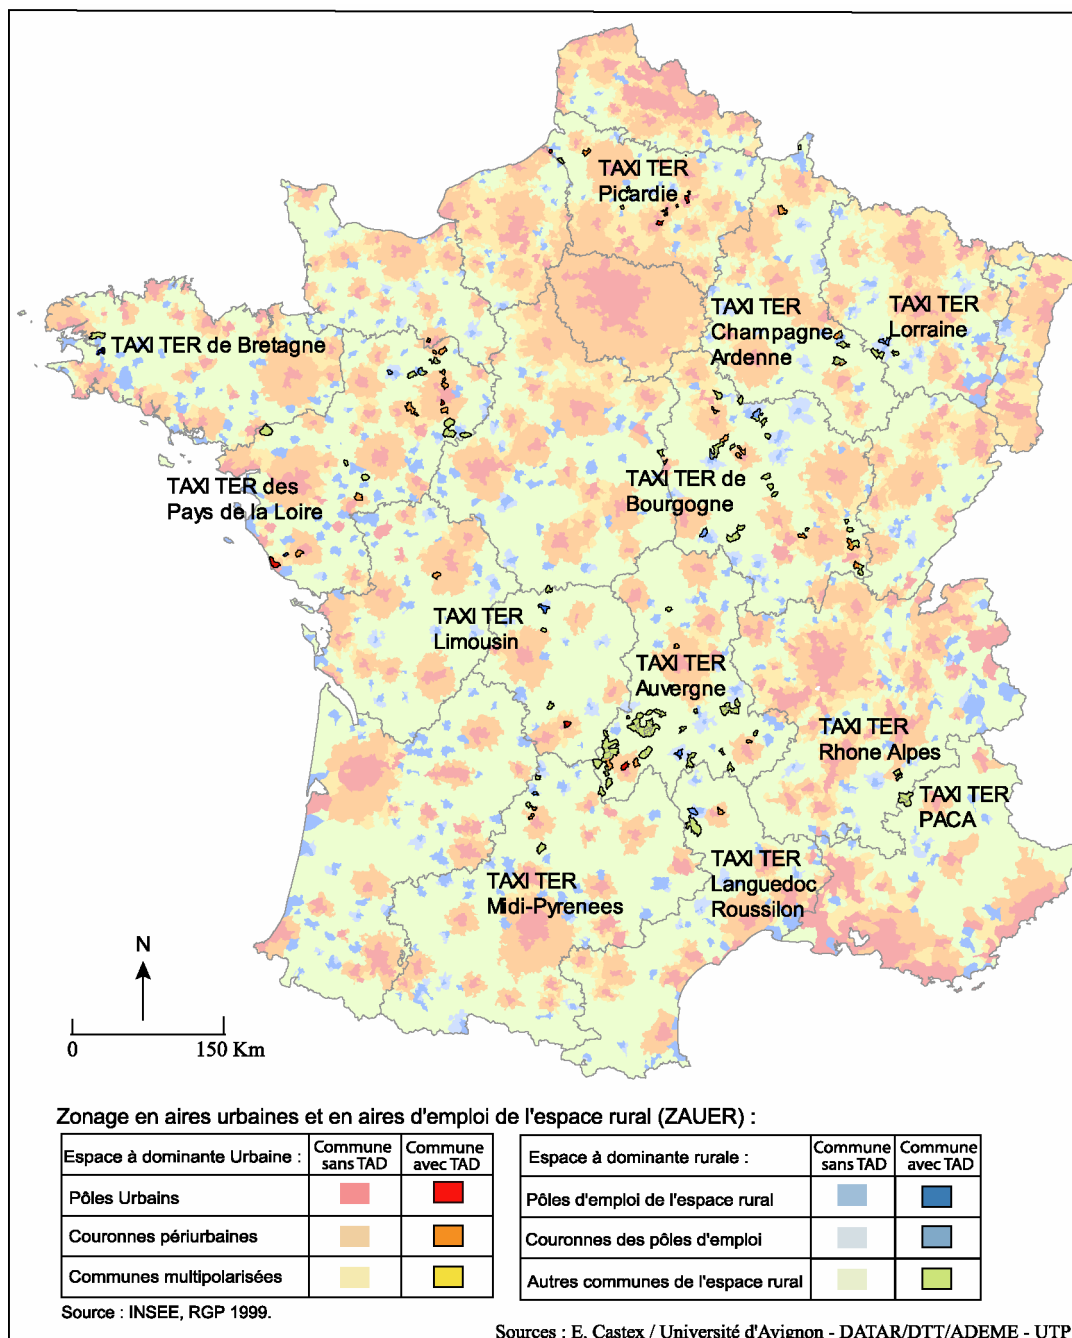 TAXI TER
Picardie
TAXI TER
Champagne
Ardenne
TAXI TER
Lorraine
TAXI TER de Bretagne
TAXI TER des
Pays de la Loire
TAXI TER de
Bourgogne
TAXI TER
Limousin
TAXI TER
Auvergne
TAXI TER
Rhone Alpes
TAXI TER
PACA
TAXI TER
Languedoc
Roussilon
TAXI TER
Midi-Pyrenees
N
0 150 Km
Zonage en aires urbaines et en aires d'emploi de l'espace rural (ZAUER) :
Espace à dominante Urbaine : Commune sans TAD Commune avec TAD
Pôles Urbains
Couronnes périurbaines
Communes multipolarisées
Espace à dominante rurale : Commune sans TAD Commune avec TAD
Pôles d'emploi de l'espace rural
Couronnes des pôles d'emploi
Autres communes de l'espace rural
Source : INSEE, RGP 1999.
Sources : E. Castex / Université d'Avignon - DATAR/DTT/ADEME - UTP